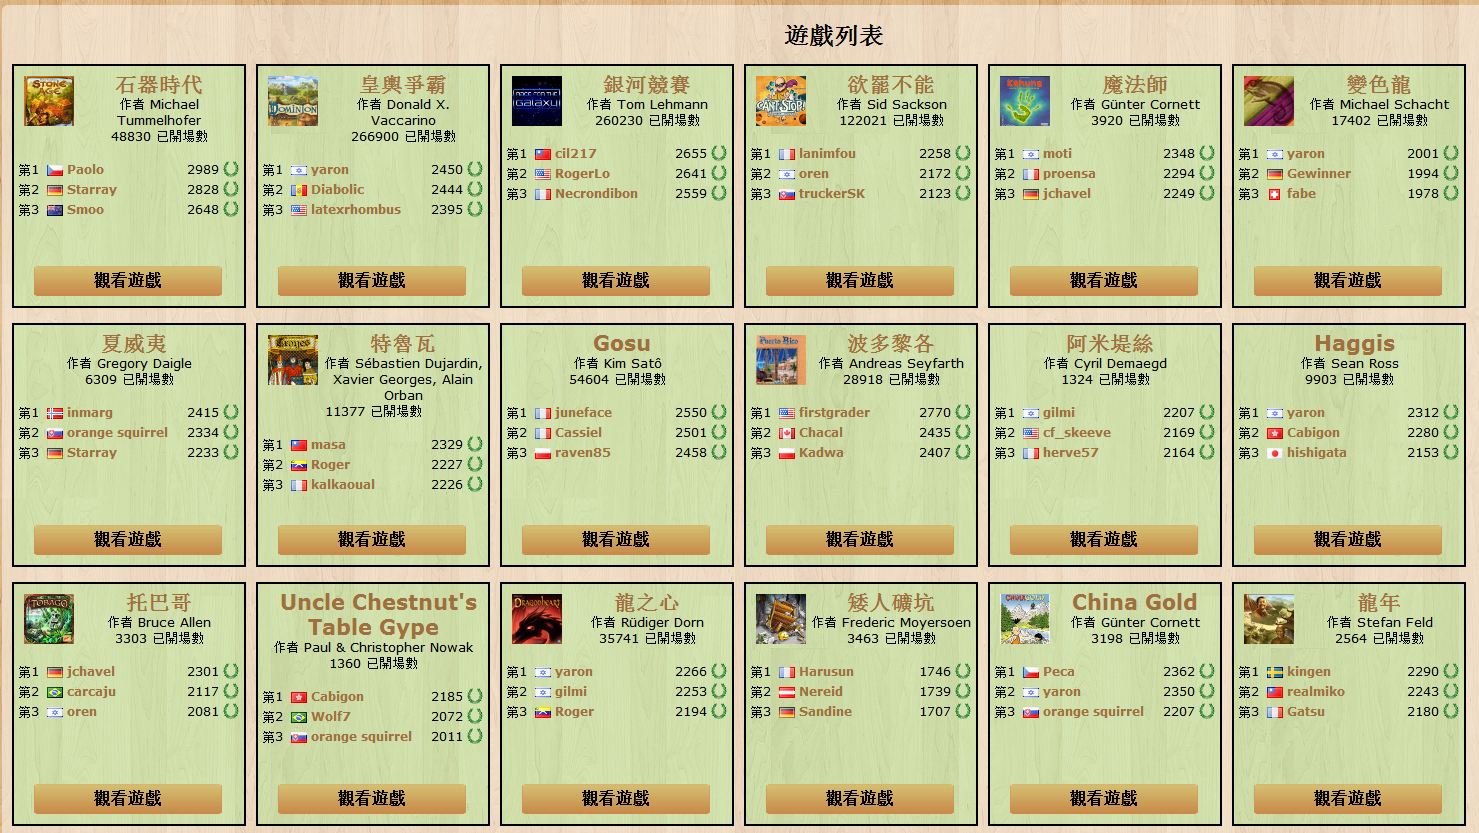 遊戲列表
STONE AGE
石器時代
作者 Michael
Tummelhofer
48830 已開場數
第1 Paolo 2989
第2 Starray 2828
第3 Smoo 2648
觀看遊戲
DOMINION
皇輿爭霸
作者 Donald X.
Vaccarino
266900 已開場數
第1 yaron 2450
第2 Diabolic 2444
第3 latexrhombus 2395
觀看遊戲
RACE FOR THE
GALAXY
銀河競賽
作者 Tom Lehmann
260230 已開場數
第1 cil217 2655
第2 RogerLo 2641
第3 Necrondibon 2559
觀看遊戲
CAN'T STOP!
欲罷不能
作者 Sid Sackson
122021 已開場數
第1 lanimfou 2258
第2 oren 2172
第3 truckerSK 2123
觀看遊戲
Kahuna
魔法師
作者 Günter Cornett
3920 已開場數
第1 moti 2348
第2 proensa 2294
第3 jchavel 2249
觀看遊戲
變色龍
作者 Michael Schacht
17402 已開場數
第1 yaron 2001
第2 Gewinner 1994
第3 fabe 1978
觀看遊戲
夏威夷
作者 Gregory Daigle
6309 已開場數
第1 inmarg 2415
第2 orange squirrel 2334
第3 Starray 2233
觀看遊戲
Troyes
特魯瓦
作者 Sébastien Dujardin,
Xavier Georges, Alain
Orban
11377 已開場數
第1 masa 2329
第2 Roger 2227
第3 kalkaoual 2226
觀看遊戲
Gosu
作者 Kim Satô
54604 已開場數
第1 juneface 2550
第2 Cassiel 2501
第3 raven85 2458
觀看遊戲
Puerto Rico
波多黎各
作者 Andreas Seyfarth
28918 已開場數
第1 firstgrader 2770
第2 Chacal 2435
第3 Kadwa 2407
觀看遊戲
阿米堤絲
作者 Cyril Demaegd
1324 已開場數
第1 gilmi 2207
第2 cf_skeeve 2169
第3 herve57 2164
觀看遊戲
Haggis
作者 Sean Ross
9903 已開場數
第1 yaron 2312
第2 Cabigon 2280
第3 hishigata 2153
觀看遊戲
TOBAGO
托巴哥
作者 Bruce Allen
3303 已開場數
第1 jchavel 2301
第2 carcaju 2117
第3 oren 2081
觀看遊戲
Uncle Chestnut's
Table Gype
作者 Paul & Christopher Nowak
1360 已開場數
第1 Cabigon 2185
第2 Wolf7 2072
第3 orange squirrel 2011
觀看遊戲
DRAGONHEART
龍之心
作者 Rüdiger Dorn
35741 已開場數
第1 yaron 2266
第2 gilmi 2253
第3 Roger 2194
觀看遊戲
矮人礦坑
作者 Frederic Moyersoen
3463 已開場數
第1 Harusun 1746
第2 Nereid 1739
第3 Sandine 1707
觀看遊戲
CHINA GOLD
China Gold
作者 Günter Cornett
3198 已開場數
第1 Peca 2362
第2 yaron 2350
第3 orange squirrel 2207
觀看遊戲
龍年
作者 Stefan Feld
2564 已開場數
第1 kingen 2290
第2 realmiko 2243
第3 Gatsu 2180
觀看遊戲